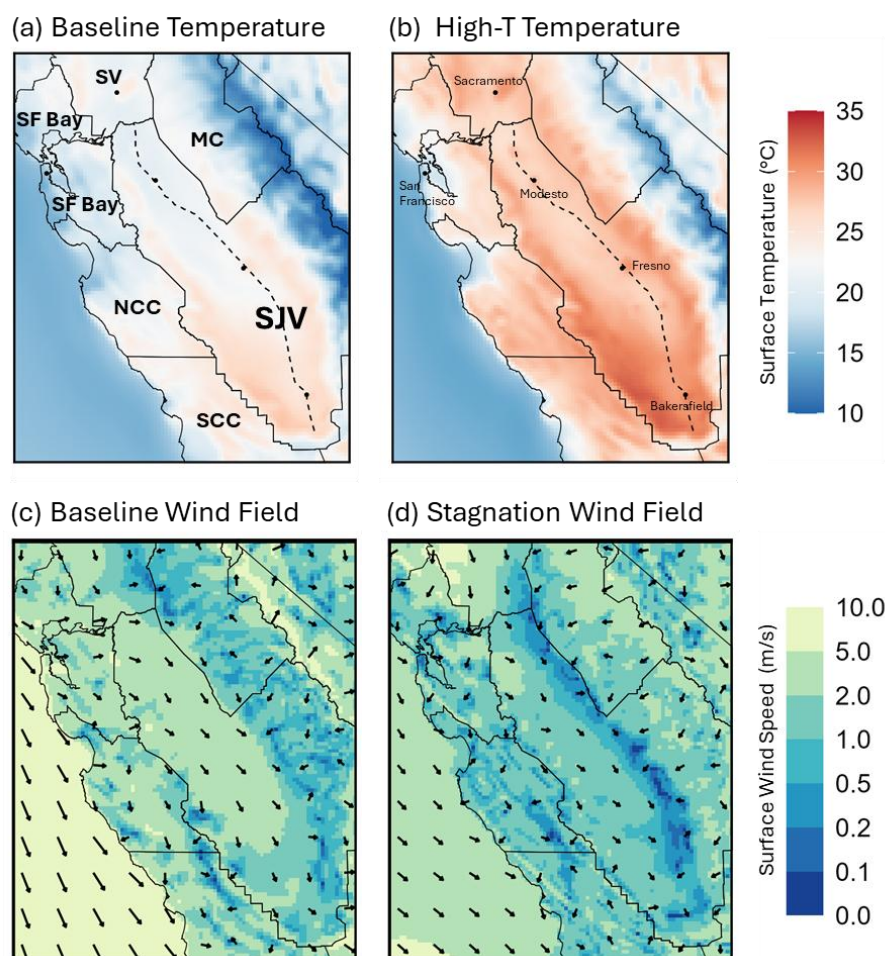 (a) Baseline Temperature
(b) High-T Temperature
SV
SF Bay
MC
SF Bay
NCC
SJV
SCC
Sacramento
San
Francisco
Modesto
Fresno
Bakersfield
Surface Temperature (ºC)
35
30
25
20
15
10
(c) Baseline Wind Field
(d) Stagnation Wind Field
Surface Wind Speed (m/s)
10.0
5.0
2.0
1.0
0.5
0.2
0.1
0.0